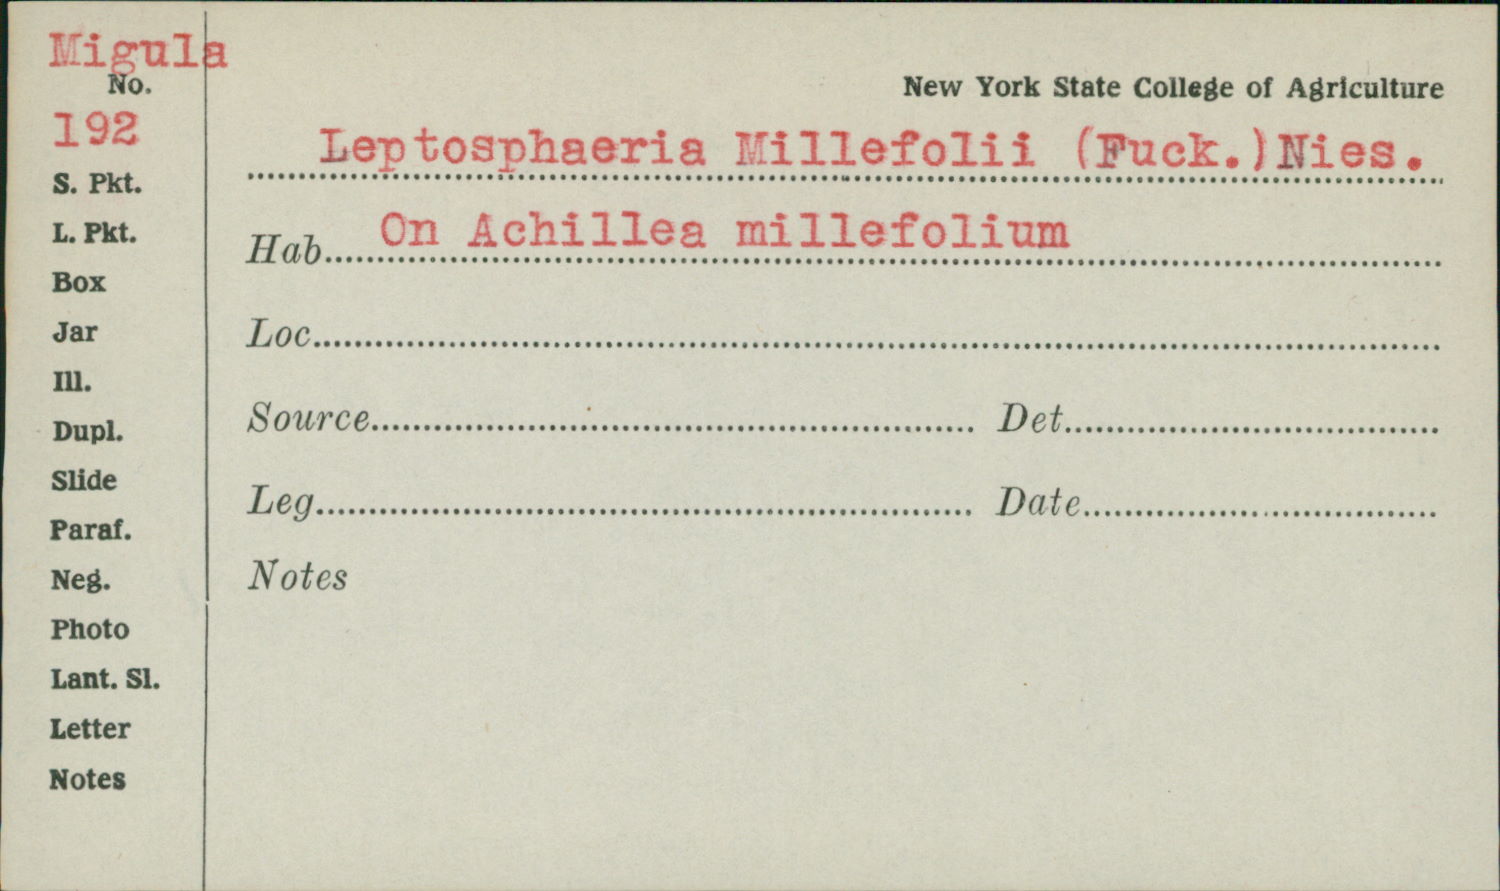 Migula
No.
192
S. Pkt.
L. Pkt.
Box
Jar
Ill.
Dupl.
Slide
Paraf.
Neg.
Photo
Lant. Sl.
Letter
Notes
New York State College of Agriculture
Leptosphaeria Millefolii (Fuck.)Nies.
Hab. On Achillea millefolium
Loc.
Source Det.
Leg. Date
Notes